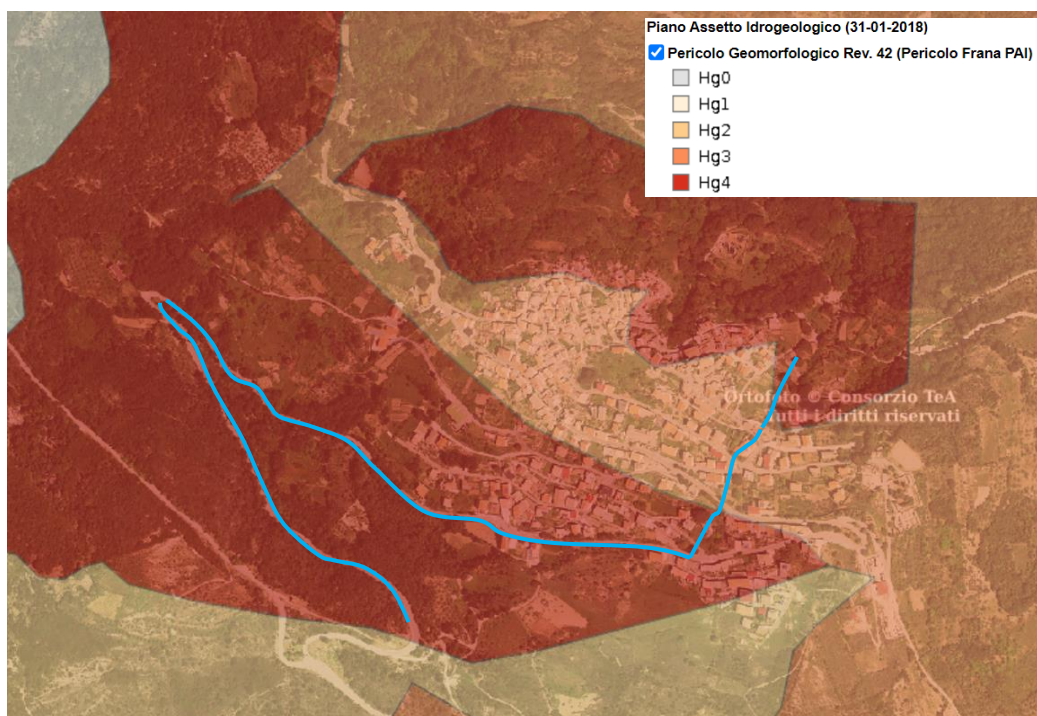 Piano Assetto Idrogeologico (31-01-2018)
Pericolo Geomorfologico Rev. 42 (Pericolo Frana PAI)
Hg0
Hg1
Hg2
Hg3
Hg4
Ortofoto © Consorzio TeA
Tutti i diritti riservati